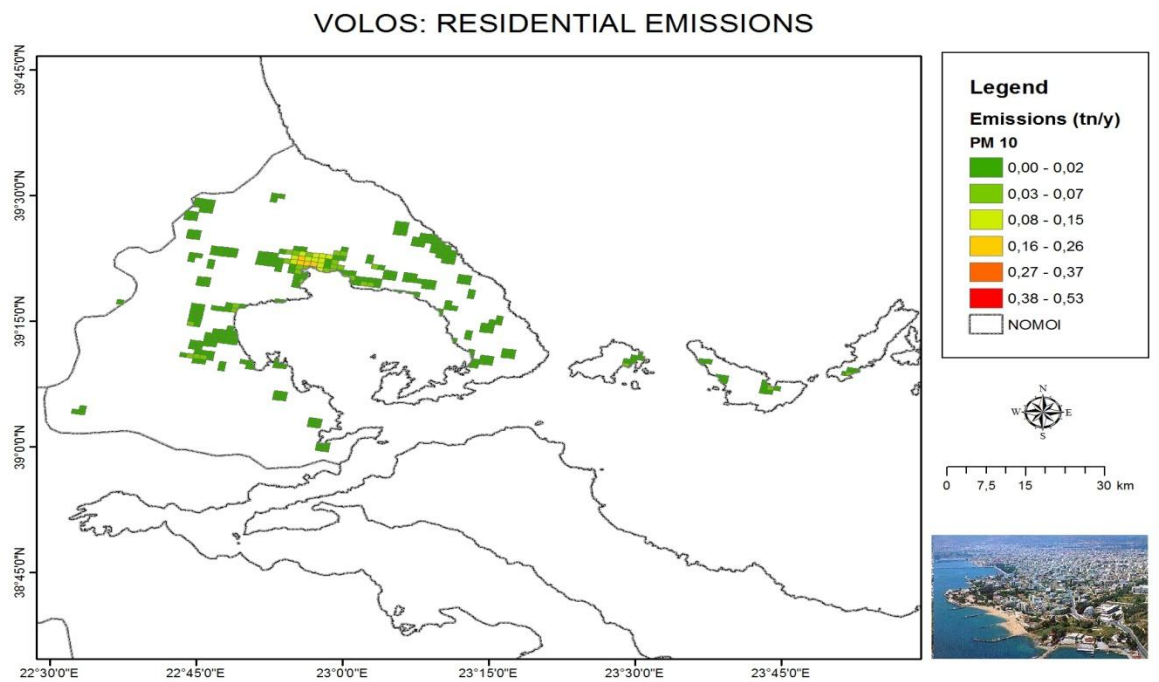 VOLOS: RESIDENTIAL EMISSIONS
39°45'0"N
39°30'0"N
39°15'0"N
39°0'0"N
38°45'0"N
22°30'0"E
22°45'0"E
23°0'0"E
23°15'0"E
23°30'0"E
23°45'0"E
Legend
Emissions (tn/y)
PM 10
0,00 - 0,02
0,03 - 0,07
0,08 - 0,15
0,16 - 0,26
0,27 - 0,37
0,38 - 0,53
NOMOI
N
W E
S
0 7,5 15 30 km